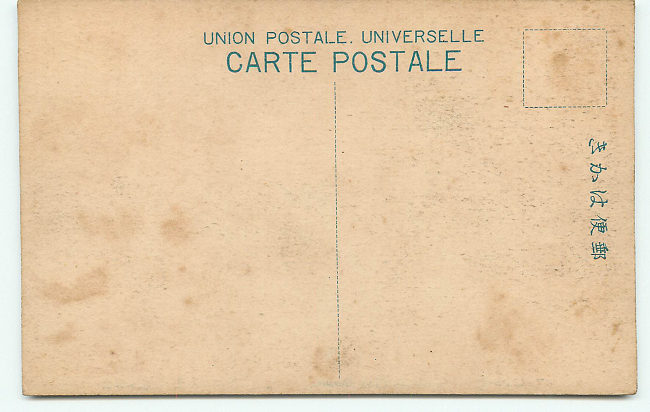 UNION POSTALE. UNIVERSELLE
CARTE POSTALE
郵便はかき